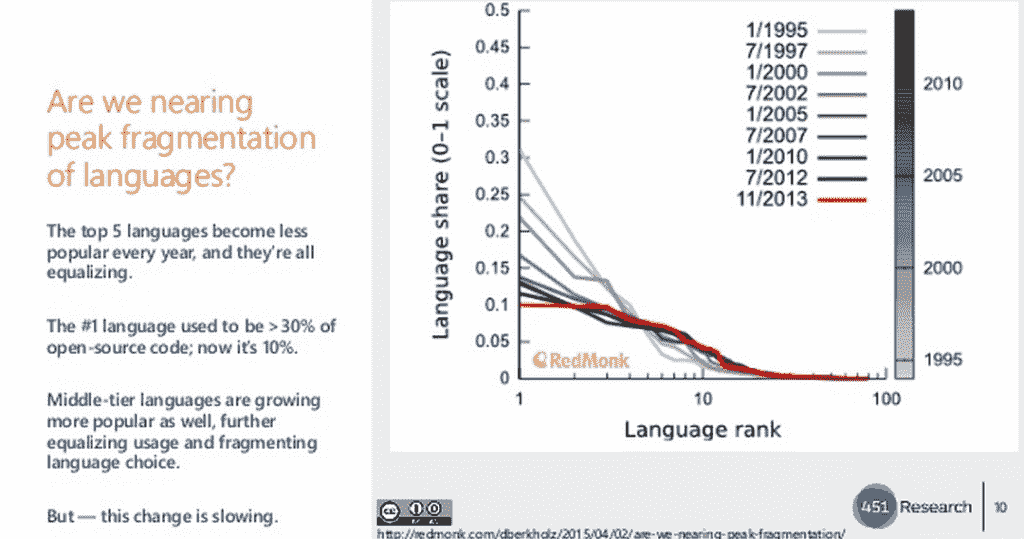 Are we nearing
peak fragmentation
of languages?
The top 5 languages become less
popular every year, and they're all
equalizing.
The #1 language used to be >30% of
open-source code; now it's 10%.
Middle-tier languages are growing
more popular as well, further
equalizing usage and fragmenting
language choice.
But — this change is slowing.
Language share (0–1 scale)
0.5
0.45
0.4
0.35
0.3
0.25
0.2
0.15
0.1
0.05
0
1
10
100
Language rank
1/1995
7/1997
1/2000
7/2002
1/2005
7/2007
1/2010
7/2012
11/2013
RedMonk
2010
2005
2000
1995
cc
http://redmonk.com/dberkholz/2015/04/02/are-we-nearing-peak-fragmentation/
451 Research
10